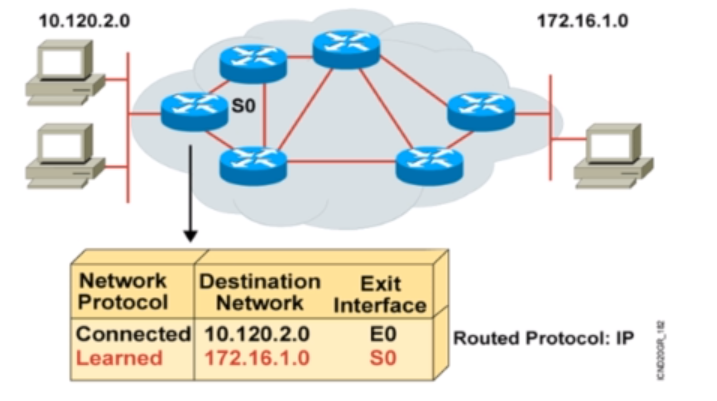 10.120.2.0
172.16.1.0
S0
Network Protocol
Destination Network
Exit Interface
Connected 10.120.2.0 E0
Learned 172.16.1.0 S0
Routed Protocol: IP
ICND20GR_182